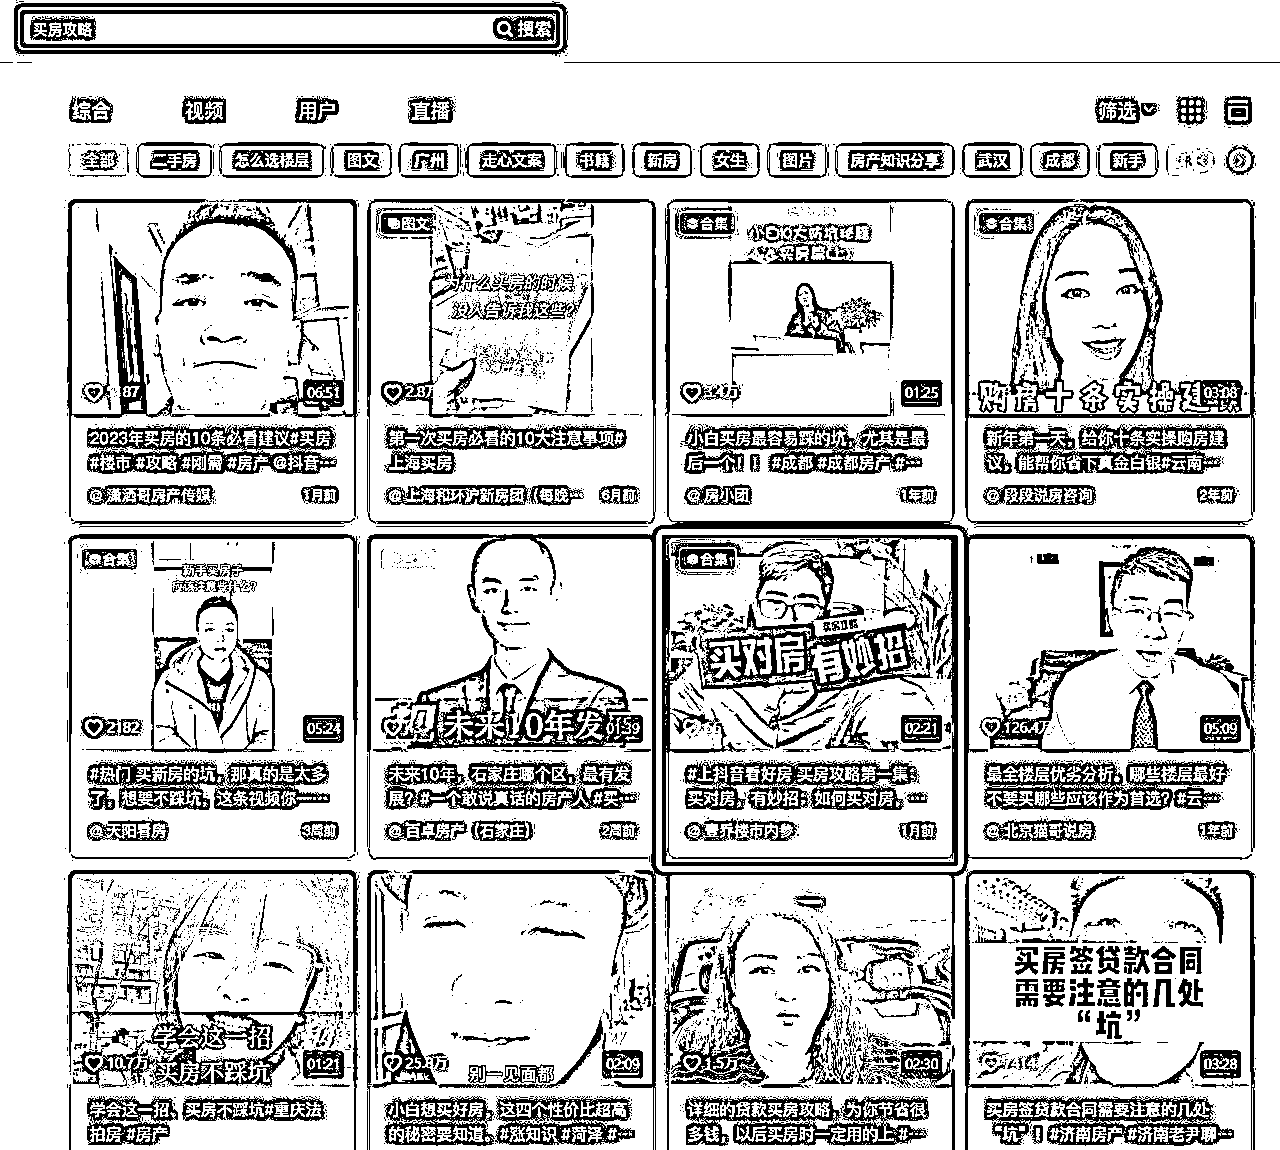 买房攻略
搜索
综合 视频 用户 直播 筛选
全部 二手房 怎么选楼层 图文 广州 走心文案 书籍 新房 女生 图片 房产知识分享 武汉 成都 新手
06:51
2023年买房的10条必看建议#买房
#楼市 #攻略 #刚需 #房产 @抖音…
@潇洒哥房产传媒 1月前
图文
为什么买房的时候
没人告诉我这些?
2.87
第一次买房必看的10大注意事项#
上海买房
@上海和环沪新房团（每晚… 6月前
合集
01:25
小白买房最容易踩的坑，尤其是最
后一个！！ #成都 #成都房产 #…
@房小团 1年前
合集
购房十条实操建
03:08
新年第一天，给你十条实操购房建
议，能帮你省下真金白银#云南…
@段段说房咨询 2年前
合集
新手买房子
应该注意些什么?
2182
05:24
#热门 买新房的坑，那真的是太多
了，想要不踩坑，这条视频你……
@天阳看房 3周前
未来10年发
01:39
未来10年，石家庄哪个区，最有发
展？#一个敢说真话的房产人 #买…
@百卓房产（石家庄） 2周前
合集
买房攻略
买对房 有妙招
02:21
#上抖音看好房 买房攻略第一集：
买对房，有妙招：如何买对房，…
@壹乔楼市内参 1月前
126.4万
05:09
最全楼层优劣分析，哪些楼层最好
不要买哪些应该作为首选？#云…
@北京猫哥说房 1年前
学会这一招
买房不踩坑
10.7万
01:21
学会这一招，买房不踩坑#重庆法
拍房 #房产
别一见面都
25.8万
02:09
小白想买好房，这四个性价比超高
的秘密要知道，#涨知识 #菏泽 #…
1.5万
02:30
详细的贷款买房攻略，为你节省很
多钱，以后买房时一定用的上 #…
买房签贷款合同
需要注意的几处
“坑”
03:28
买房签贷款合同需要注意的几处
“坑”！#济南房产 #济南老尹聊…